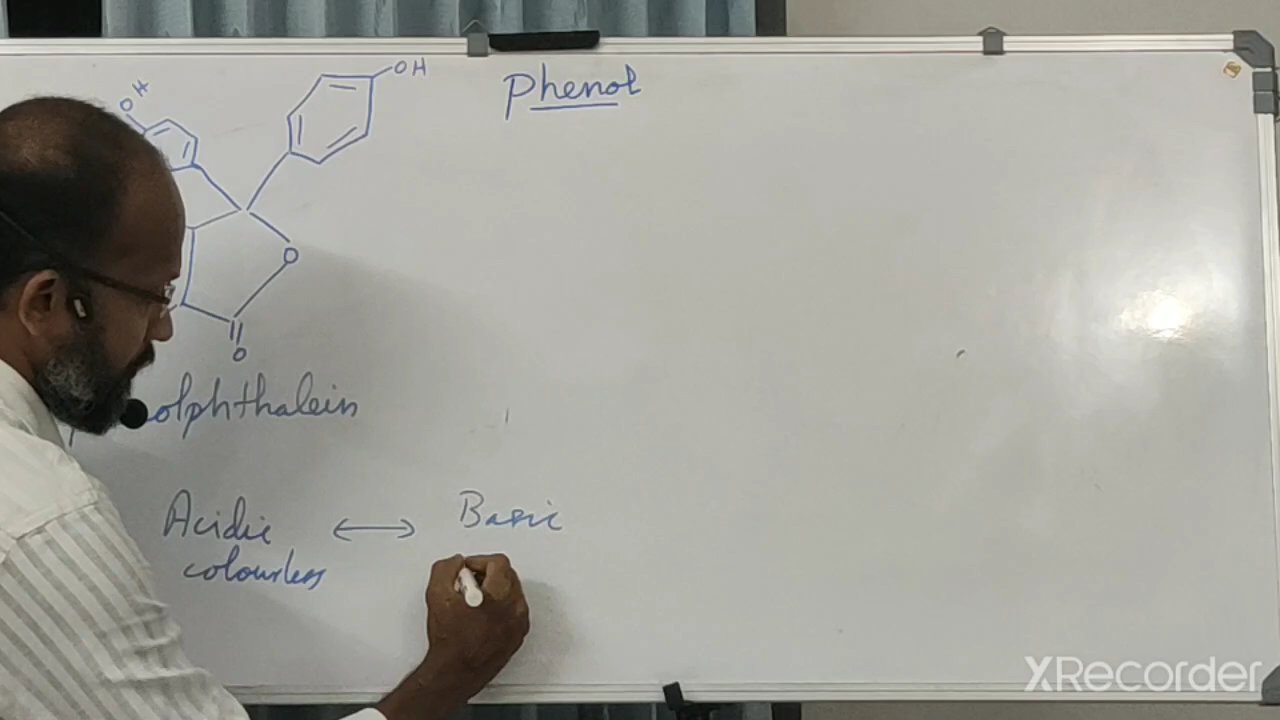 OH
OH
Phenol
O
O
olphthalein
Acidic ↔ Basic
colourless
XRecorder